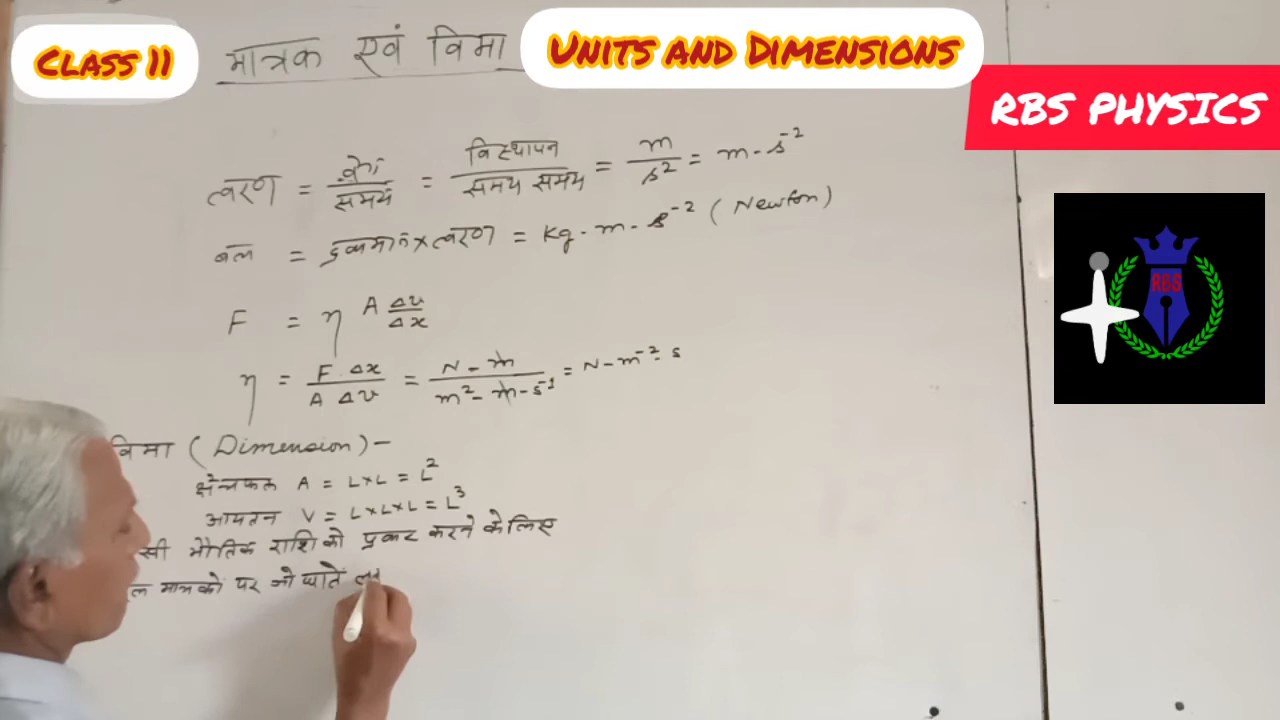 CLASS 11
मात्रक एवं विमा
UNITS AND DIMENSIONS
RBS PHYSICS
त्वरण = वेग / समय = विस्थापन / समय समय = m / s² = m - s⁻²
बल = द्रव्यमान × त्वरण = Kg - m - s⁻² (Newton)
RBS
F = η A Δv / Δx
η = F. Δx / A Δv = N - m / m² - m - s⁻¹ = N - m⁻² - s
विमा (Dimension) -
क्षेत्रफल A = L×L = L²
आयतन V = L×L×L = L³
भौतिक राशि को प्रकट करने के लिए
मात्रकों पर जो घातें